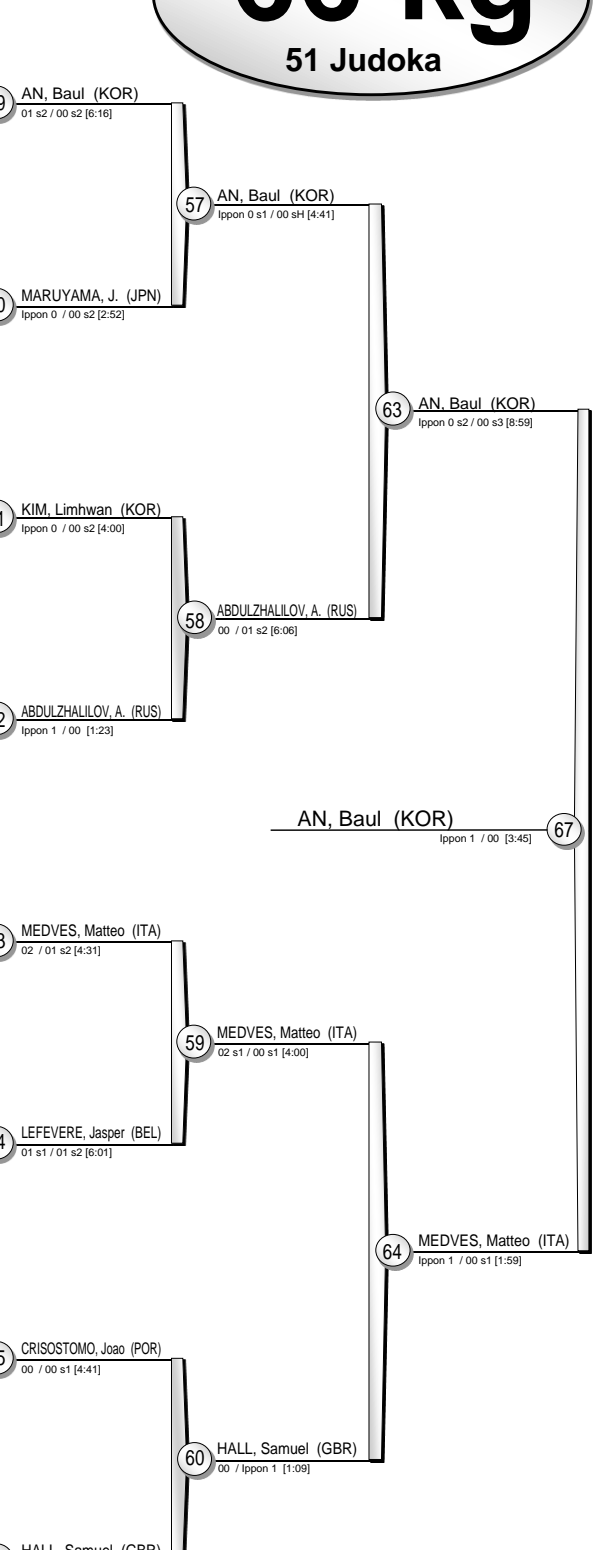 kg
51 Judoka
AN, Baul (KOR)
01 s2 / 00 s2 [6:16]
57
AN, Baul (KOR)
Ippon 0 s1 / 00 sH [4:41]
MARUYAMA, J. (JPN)
Ippon 0 / 00 s2 [2:52]
63
AN, Baul (KOR)
Ippon 0 s2 / 00 s3 [8:59]
KIM, Limhwan (KOR)
Ippon 0 / 00 s2 [4:00]
58
ABDULZHALILOV, A. (RUS)
00 / 01 s2 [6:06]
ABDULZHALILOV, A. (RUS)
Ippon 1 / 00 [1:23]
AN, Baul (KOR)
Ippon 1 / 00 [3:45]
67
MEDVES, Matteo (ITA)
02 / 01 s2 [4:31]
59
MEDVES, Matteo (ITA)
02 s1 / 00 s1 [4:00]
LEFEVERE, Jasper (BEL)
01 s1 / 01 s2 [6:01]
64
MEDVES, Matteo (ITA)
Ippon 1 / 00 s1 [1:59]
CRISOSTOMO, Joao (POR)
00 / 00 s1 [4:41]
60
HALL, Samuel (GBR)
00 / Ippon 1 [1:09]
HALL, Samuel (GBR)